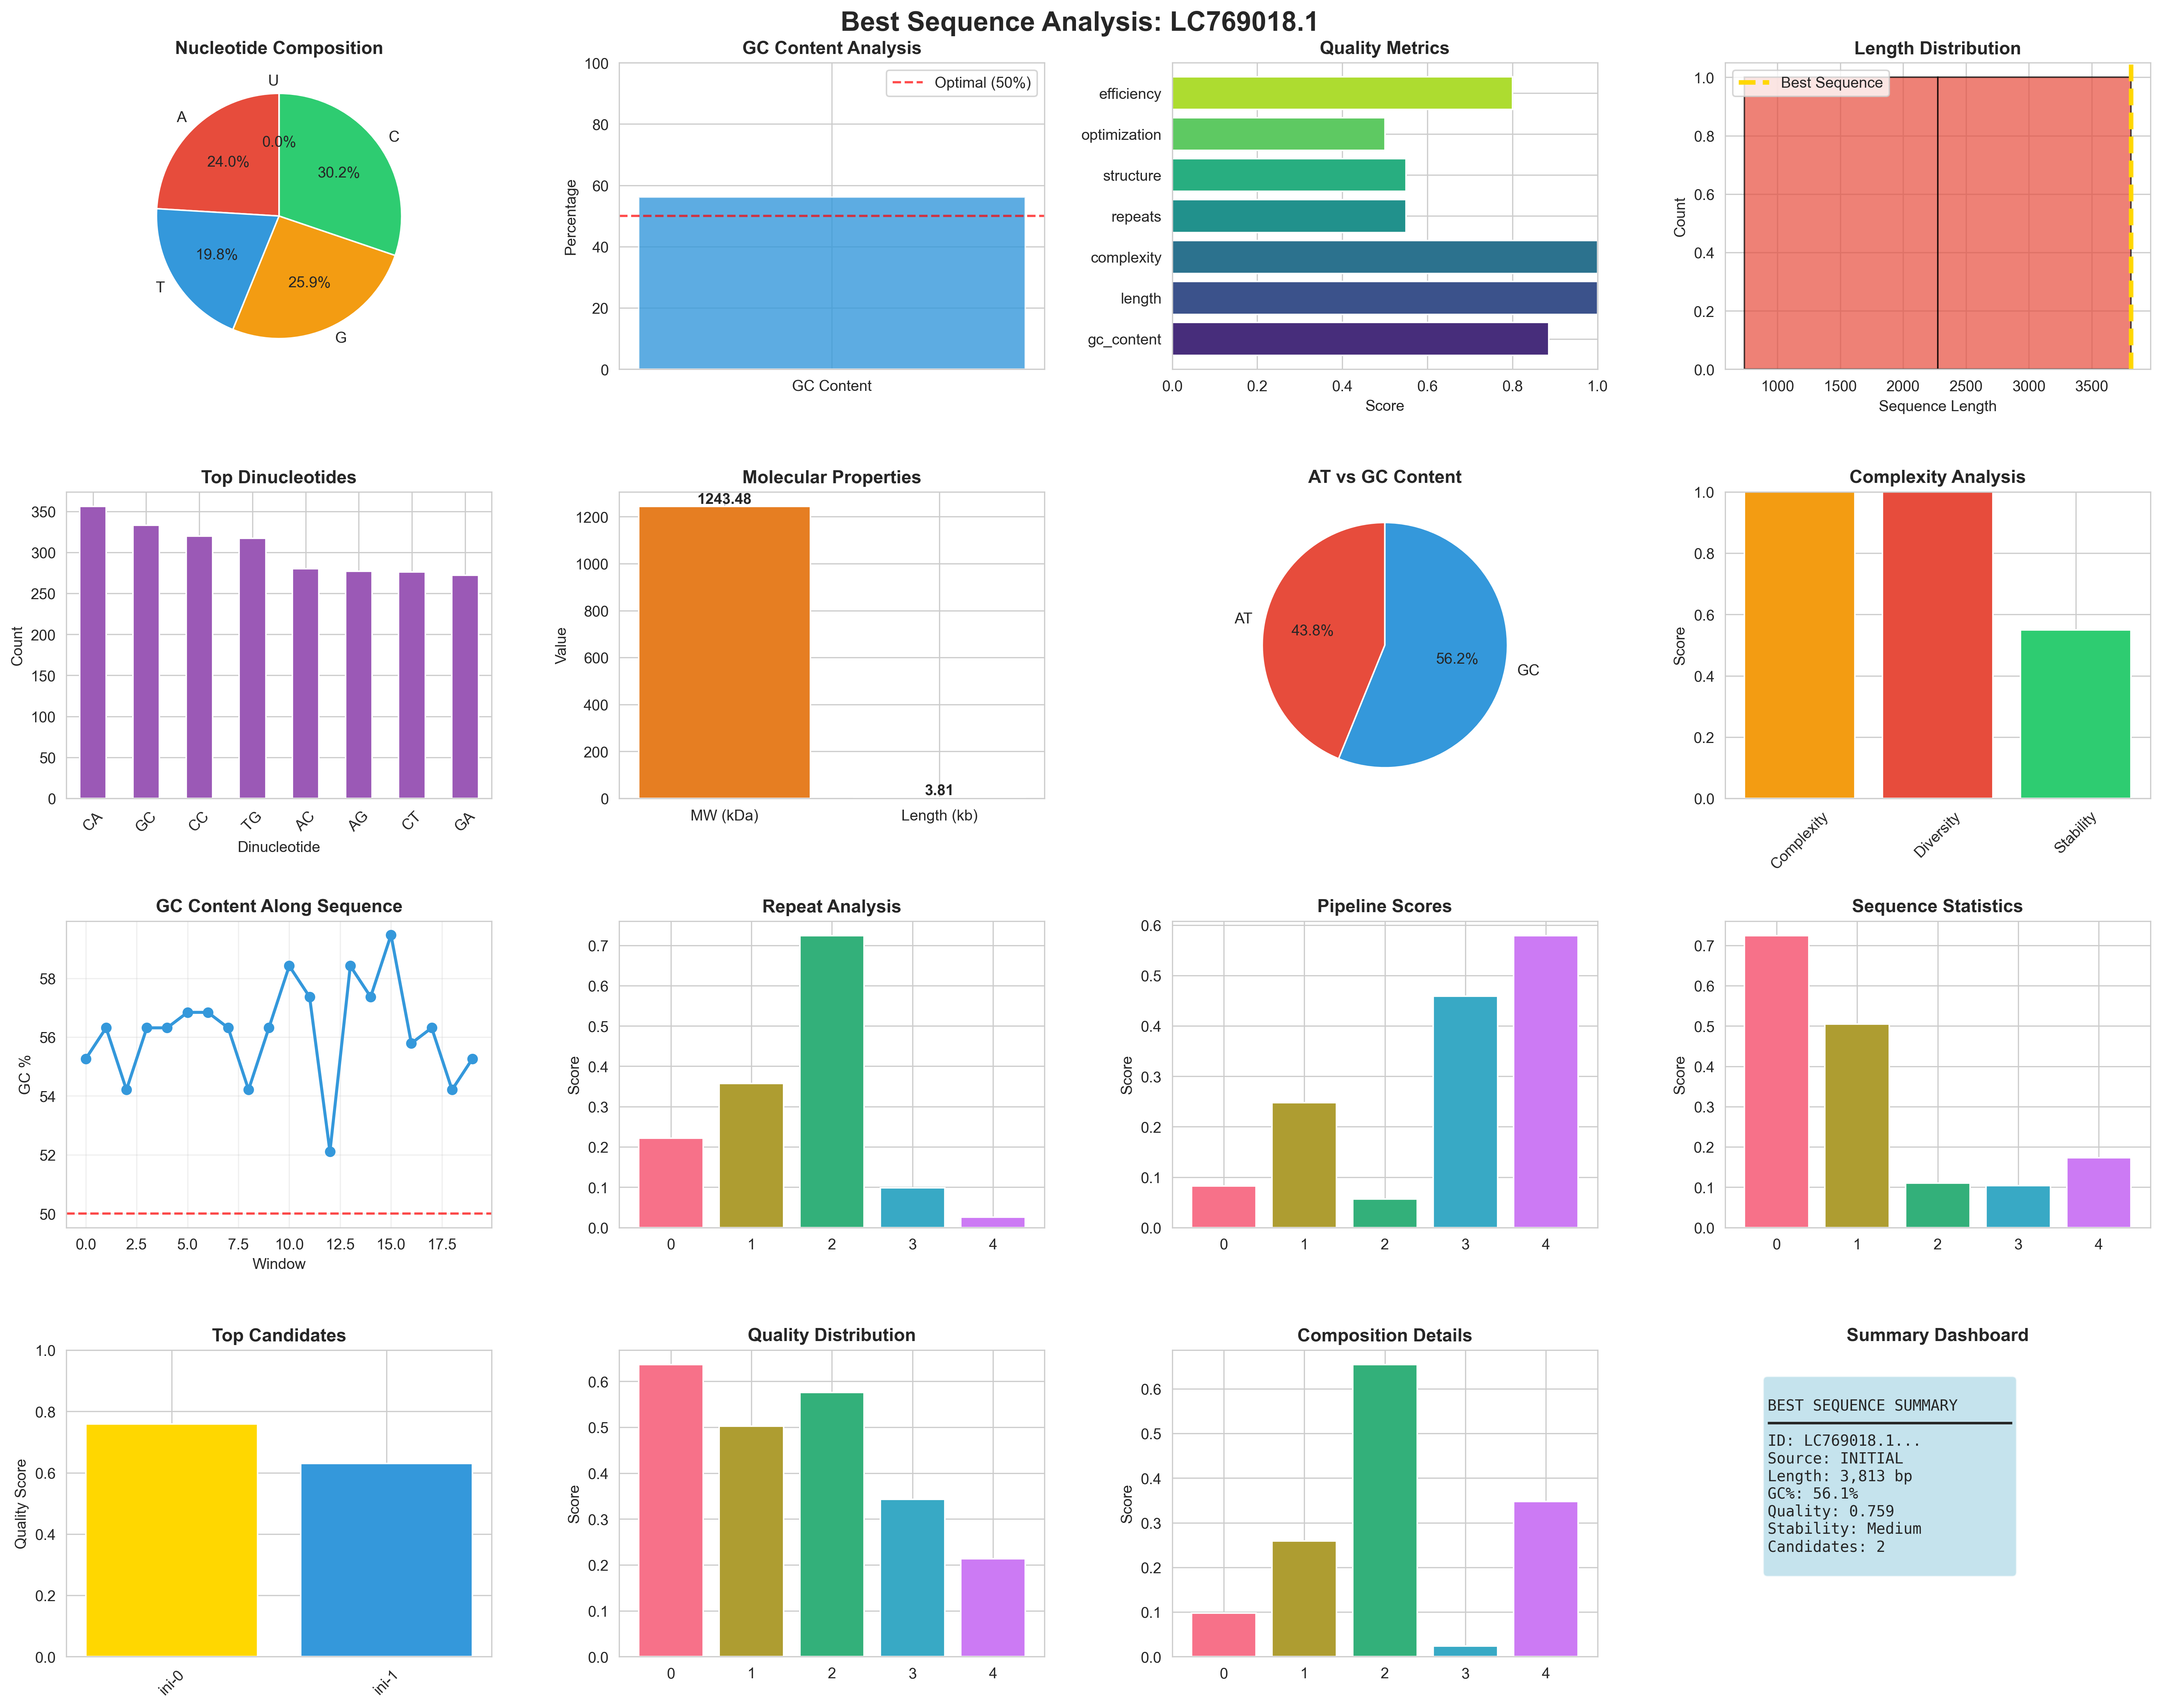 Best Sequence Analysis: LC769018.1
Nucleotide Composition
U
A
C
0.0%
24.0%
30.2%
19.8%
25.9%
T
G
GC Content Analysis
Optimal (50%)
100
80
60
40
20
0
Percentage
GC Content
Quality Metrics
efficiency
optimization
structure
repeats
complexity
length
gc_content
0.0 0.2 0.4 0.6 0.8 1.0
Score
Length Distribution
Best Sequence
1.0
0.8
0.6
0.4
0.2
0.0
Count
1000 1500 2000 2500 3000 3500
Sequence Length
Top Dinucleotides
350
300
250
200
150
100
50
0
Count
CA GC CC TG AC AG CT GA
Dinucleotide
Molecular Properties
1243.48
3.81
1200
1000
800
600
400
200
0
Value
MW (kDa) Length (kb)
AT vs GC Content
AT
43.8%
56.2%
GC
Complexity Analysis
1.0
0.8
0.6
0.4
0.2
0.0
Score
Complexity Diversity Stability
GC Content Along Sequence
58
56
54
52
50
GC %
0.0 2.5 5.0 7.5 10.0 12.5 15.0 17.5
Window
Repeat Analysis
0.7
0.6
0.5
0.4
0.3
0.2
0.1
0.0
Score
0 1 2 3 4
Pipeline Scores
0.6
0.5
0.4
0.3
0.2
0.1
0.0
Score
0 1 2 3 4
Sequence Statistics
0.7
0.6
0.5
0.4
0.3
0.2
0.1
0.0
Score
0 1 2 3 4
Top Candidates
1.0
0.8
0.6
0.4
0.2
0.0
Quality Score
ini-0 ini-1
Quality Distribution
0.6
0.5
0.4
0.3
0.2
0.1
0.0
Score
0 1 2 3 4
Composition Details
0.6
0.5
0.4
0.3
0.2
0.1
0.0
Score
0 1 2 3 4
Summary Dashboard
BEST SEQUENCE SUMMARY
ID: LC769018.1...
Source: INITIAL
Length: 3,813 bp
GC%: 56.1%
Quality: 0.759
Stability: Medium
Candidates: 2